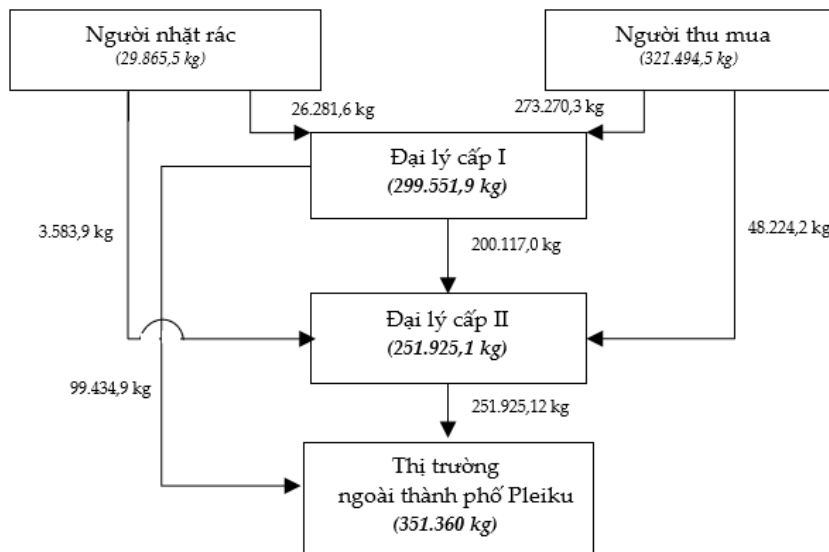 Người nhặt rác
(29.865,5 kg)
Người thu mua
(321.494,5 kg)
26.281,6 kg
273.270,3 kg
Đại lý cấp I
(299.551,9 kg)
3.583,9 kg
200.117,0 kg
48.224,2 kg
Đại lý cấp II
(251.925,1 kg)
99.434,9 kg
251.925,12 kg
Thị trường
ngoài thành phố Pleiku
(351.360 kg)